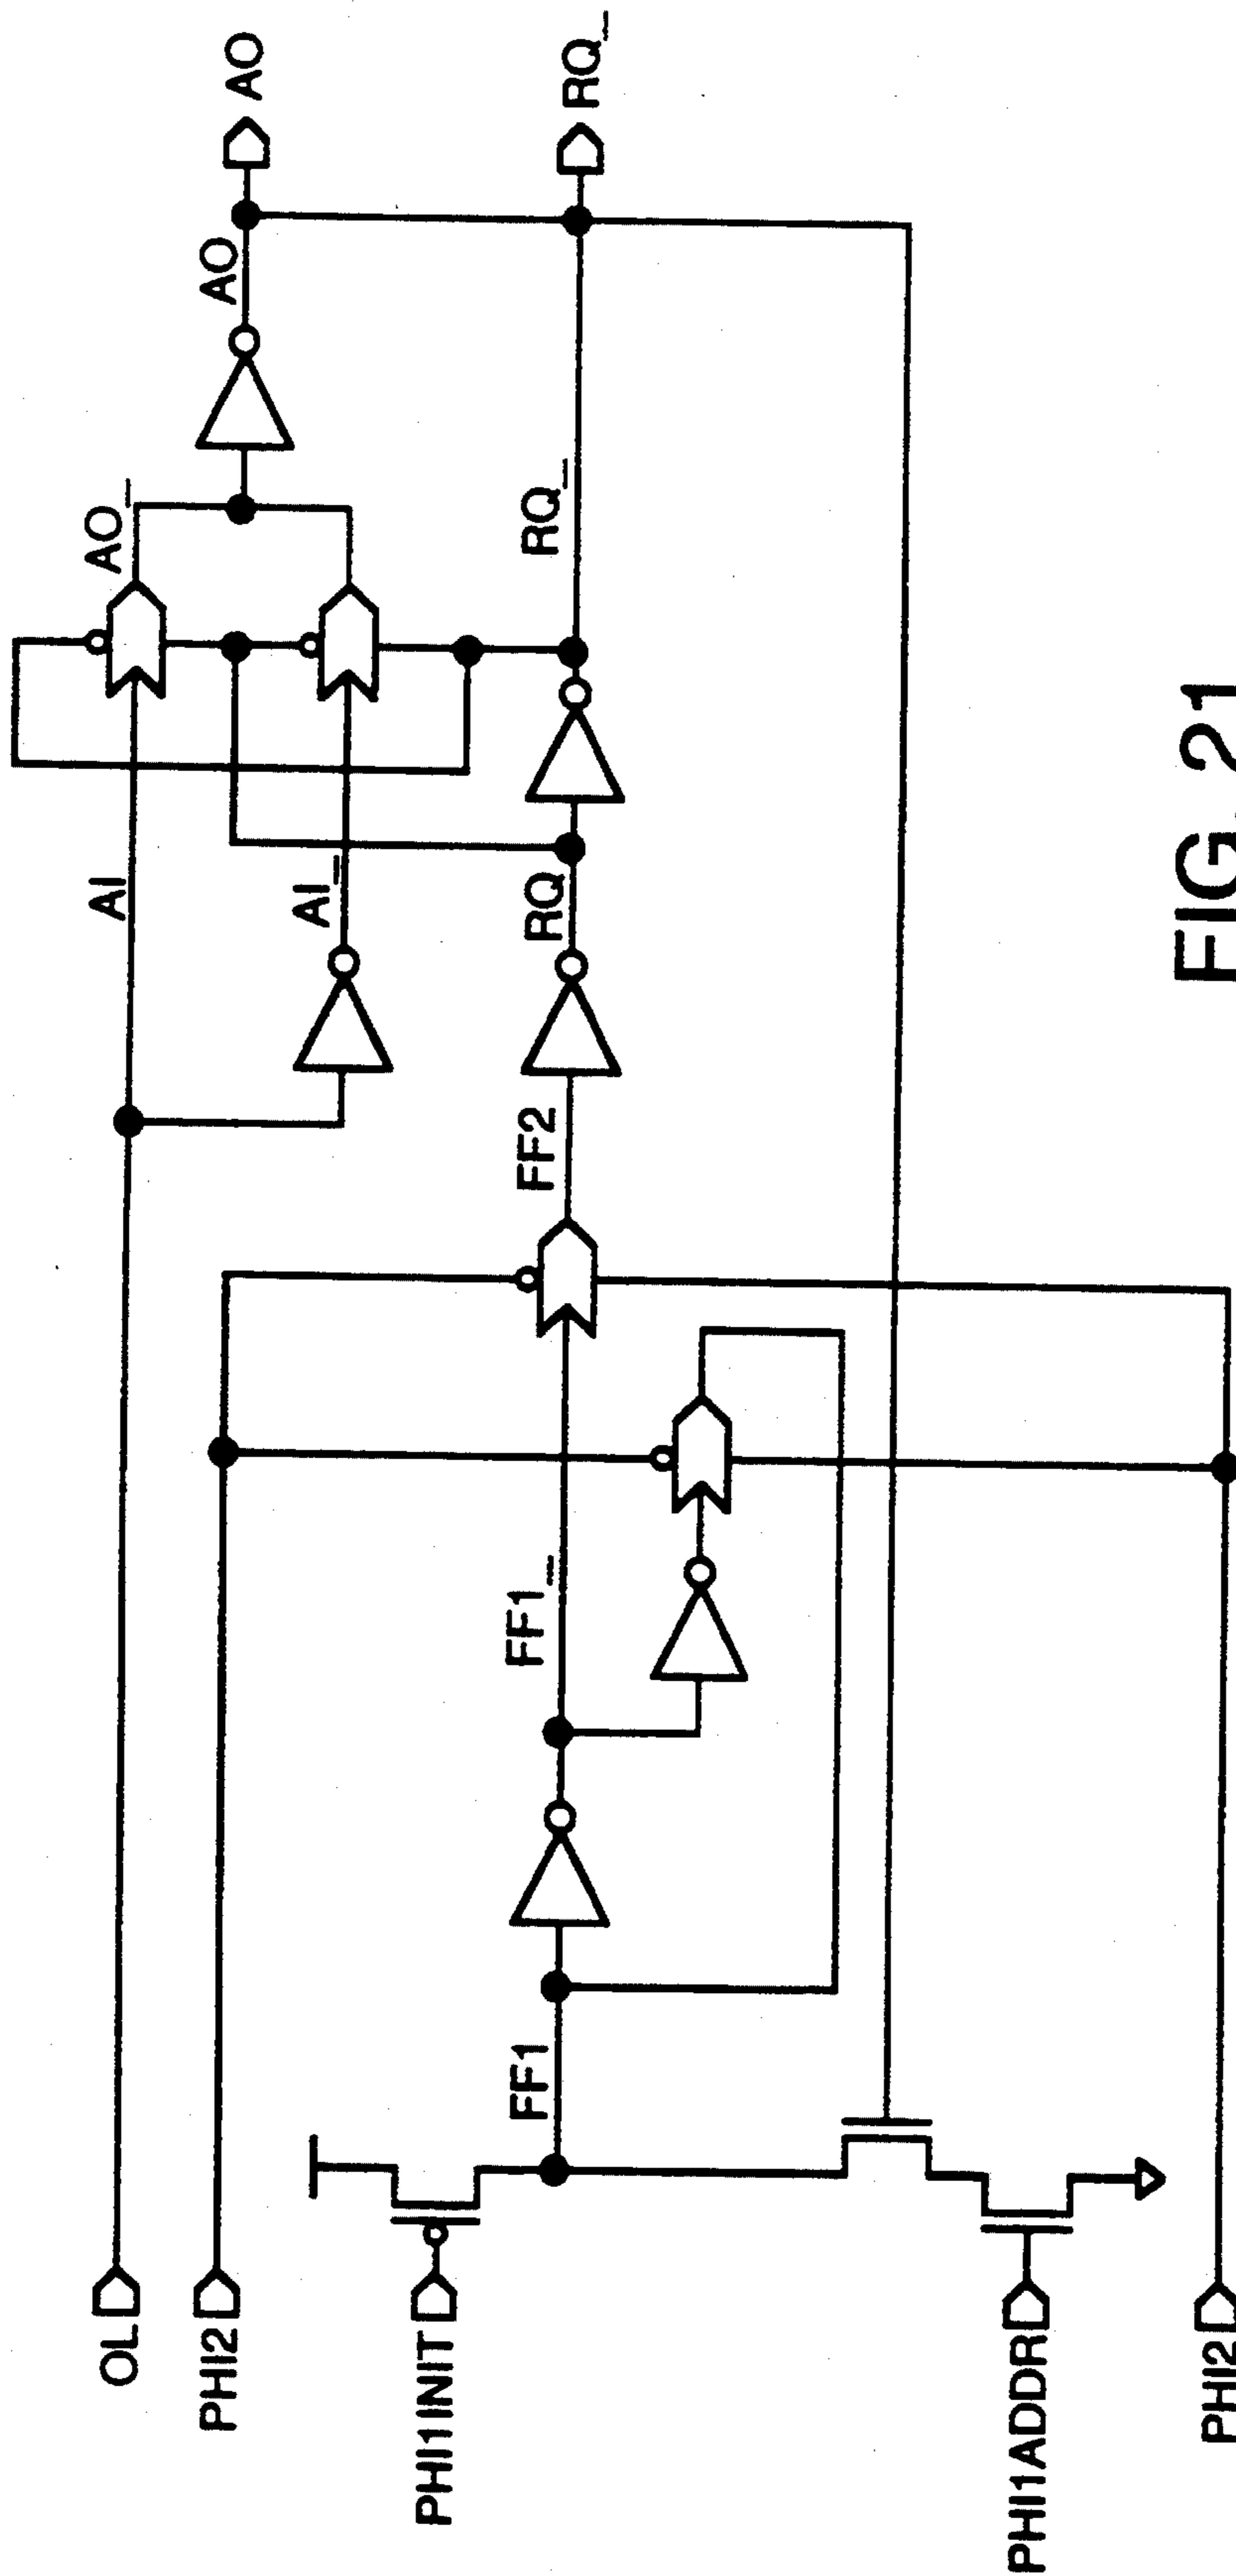 OL
PHI2
PHI1INIT
PHI1ADDR
PHI2
FF1
FF1_
FF2
AI
AI_
RQ
AO_
RQ_
AO
AO
RQ_
FIG. 21